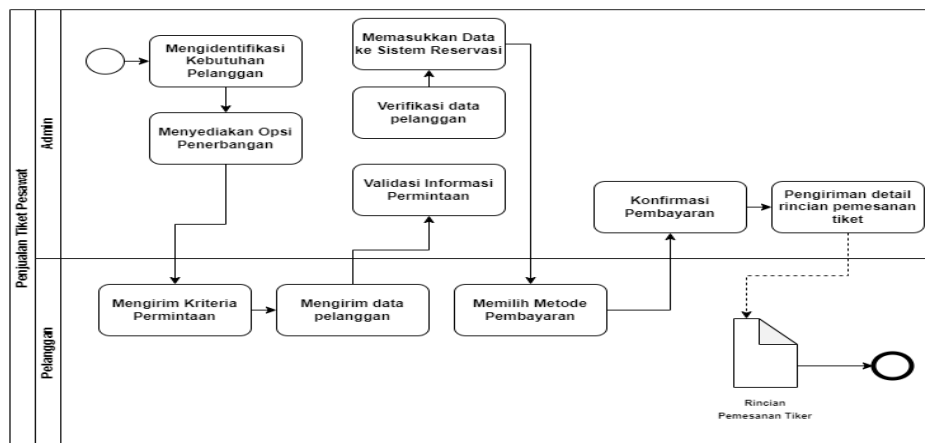 Penjualan Tiket Pesawat
Admin
Mengidentifikasi
Kebutuhan
Pelanggan
Menyediakan Opsi
Penerbangan
Memasukkan Data
ke Sistem Reservasi
Verifikasi data
pelanggan
Validasi Informasi
Permintaan
Konfirmasi
Pembayaran
Pengiriman detail
rincian pemesanan
tiket
Pelanggan
Mengirim Kriteria
Permintaan
Mengirim data
pelanggan
Memilih Metode
Pembayaran
Rincian
Pemesanan Tiker